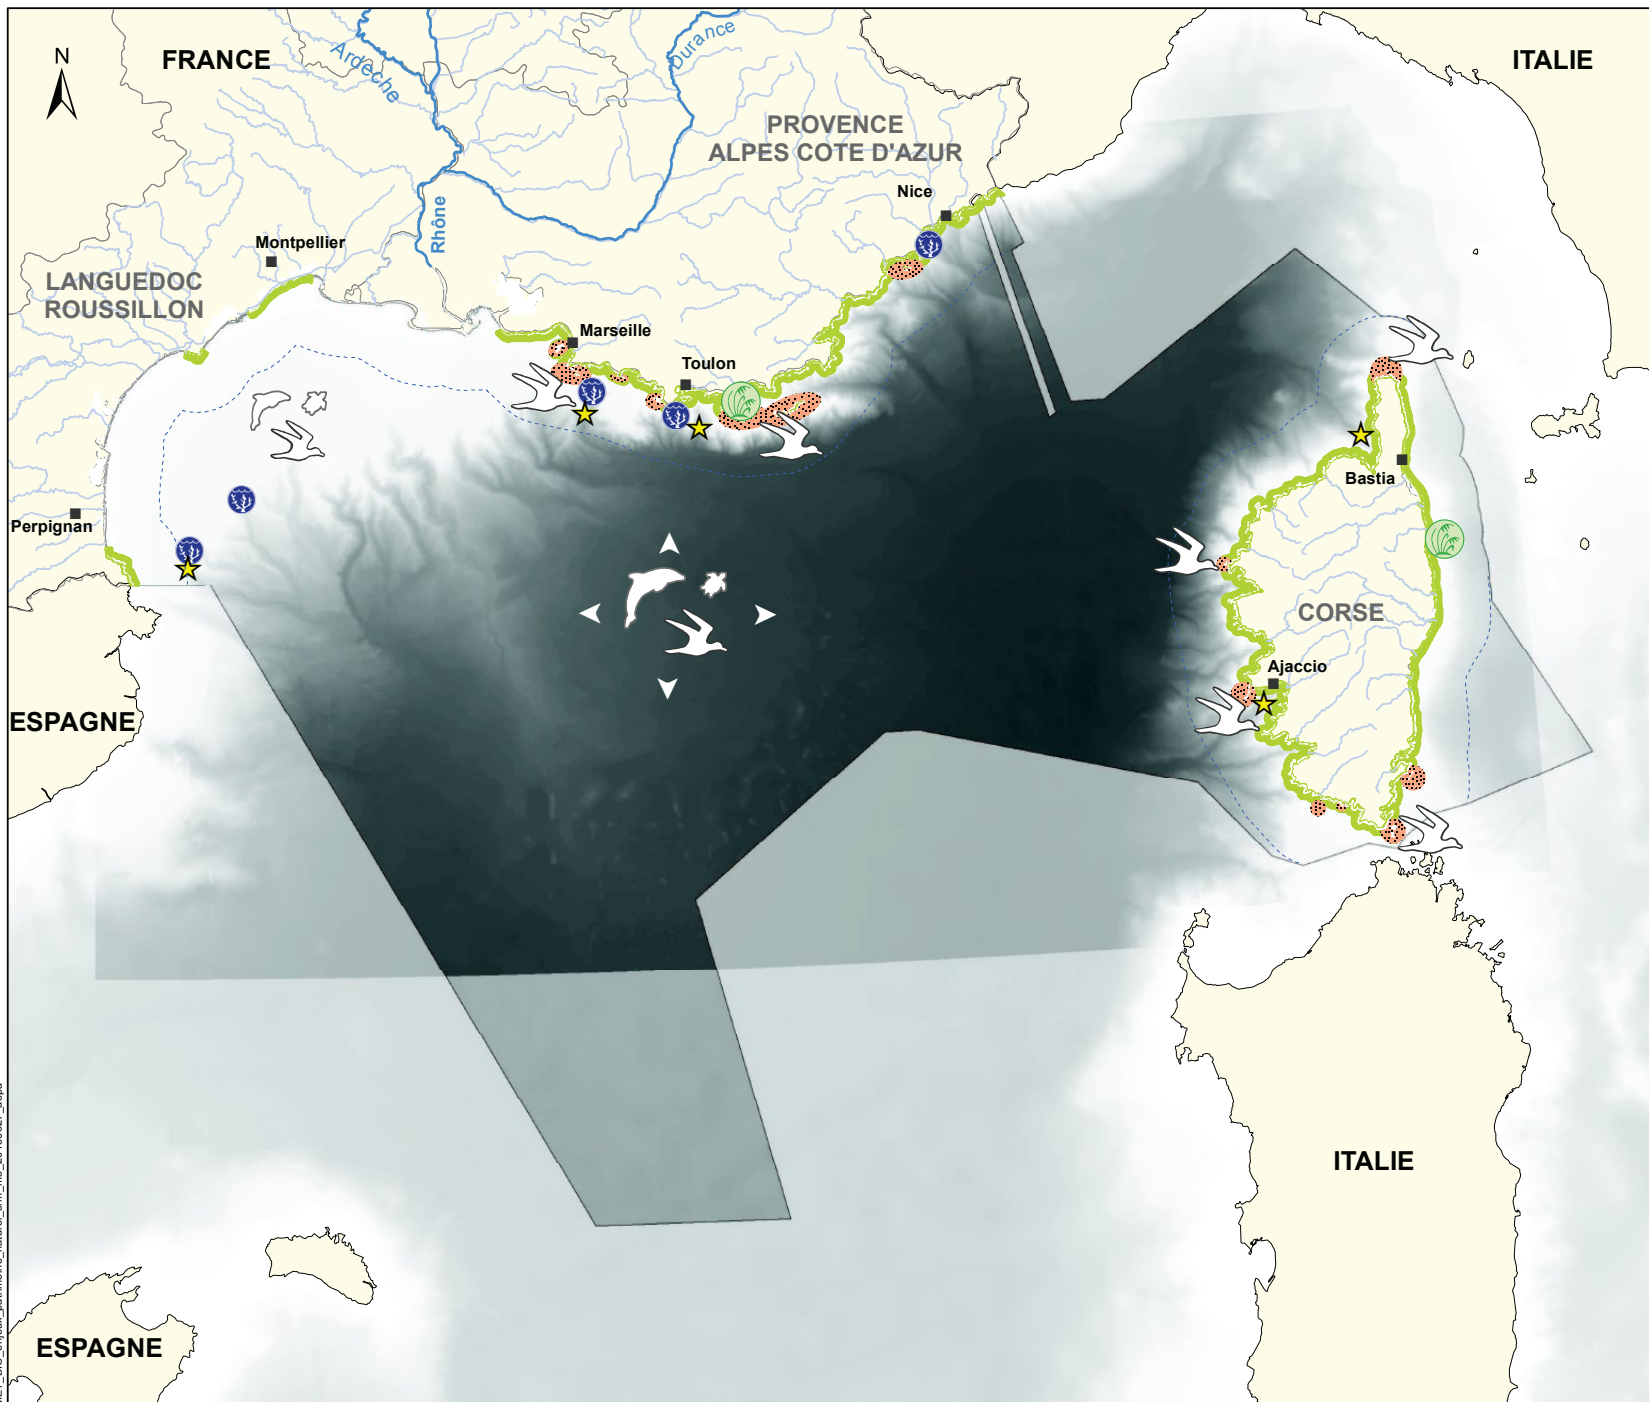 N
FRANCE
ITALIE
Ardèche
Durance
PROVENCE
ALPES COTE D'AZUR
Nice
Rhône
Montpellier
LANGUEDOC
ROUSSILLON
Marseille
Toulon
Bastia
Perpignan
CORSE
Ajaccio
ESPAGNE
ITALIE
ESPAGNE